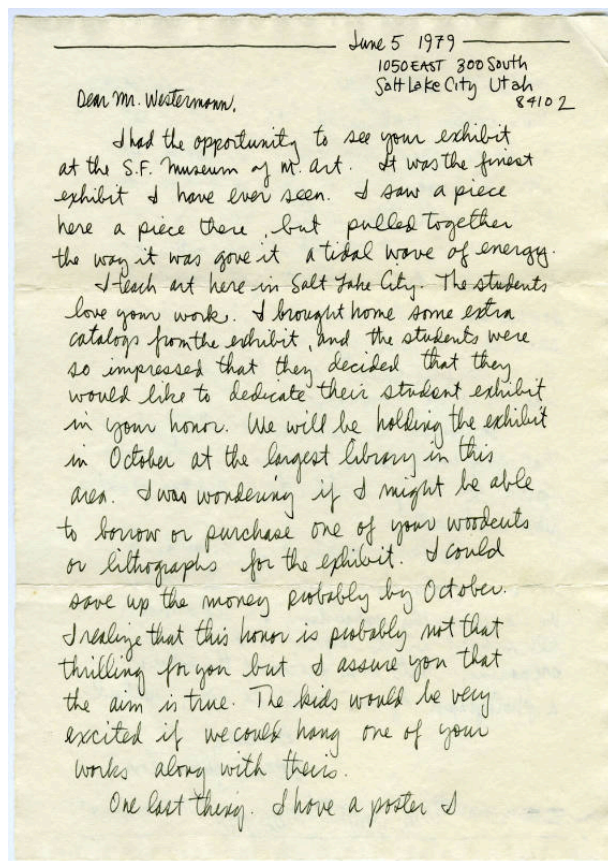 June 5 1979
1050 EAST 300 South
Salt Lake City Utah
84102
Dear Mr. Westermann,
I had the opportunity to see your exhibit
at the S.F. Museum of M. art. It was the finest
exhibit I have ever seen. I saw a piece
here a piece there, but pulled together
the way it was gave it a tidal wave of energy.
I teach art here in Salt Lake City. The students
love your work. I brought home some extra
catalogs from the exhibit, and the students were
so impressed that they decided that they
would like to dedicate their student exhibit
in your honor. We will be holding the exhibit
in October at the largest library in this
area. I was wondering if I might be able
to borrow or purchase one of your woodcuts
or lithographs for the exhibit. I could
save up the money probably by October.
I realize that this honor is probably not that
thrilling for you but I assure you that
the aim is true. The kids would be very
excited if we could hang one of your
works along with theirs.
One last thing. I have a poster I